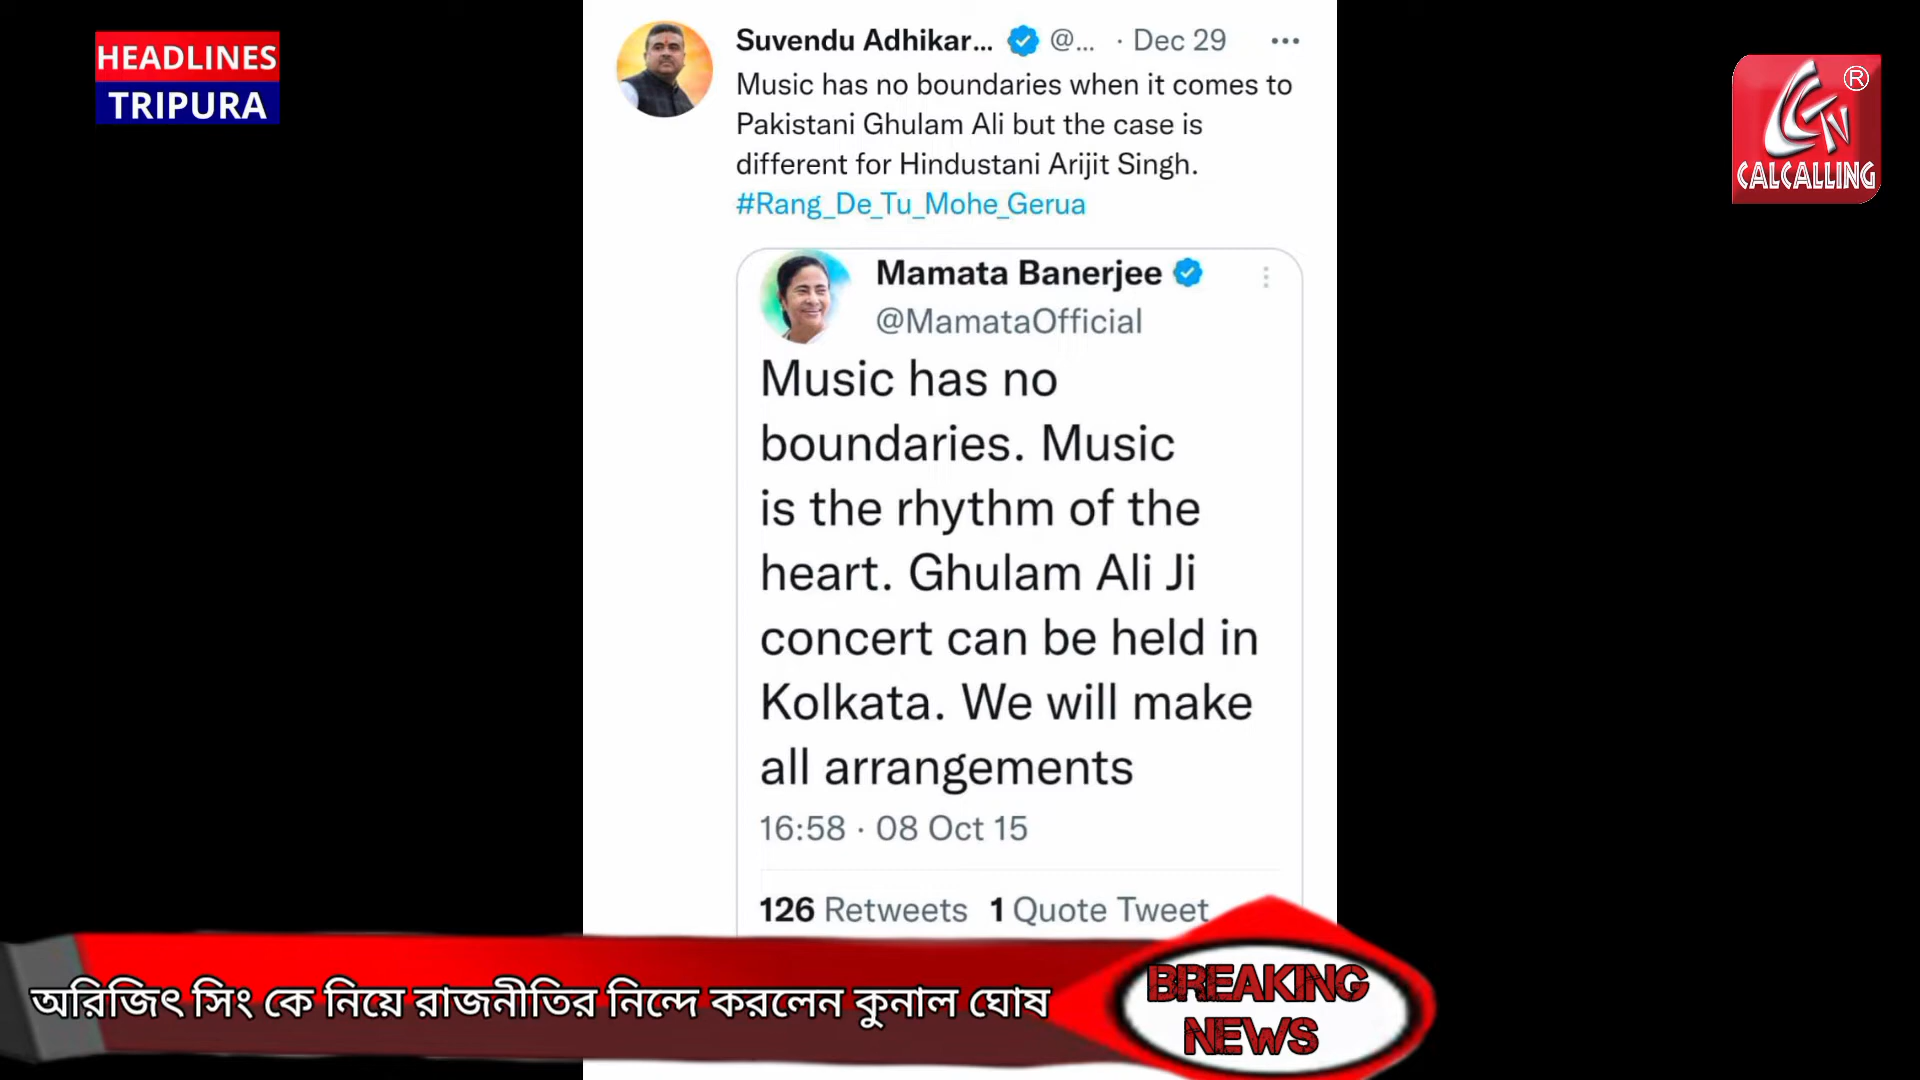 HEADLINES
TRIPURA
Suvendu Adhikar... @... · Dec 29
Music has no boundaries when it comes to
Pakistani Ghulam Ali but the case is
different for Hindustani Arijit Singh.
#Rang_De_Tu_Mohe_Gerua
Mamata Banerjee
@MamataOfficial
Music has no
boundaries. Music
is the rhythm of the
heart. Ghulam Ali Ji
concert can be held in
Kolkata. We will make
all arrangements
16:58 · 08 Oct 15
126 Retweets 1 Quote Tweet
CCN ®
CALCALLING
অরিজিৎ সিং কে নিয়ে রাজনীতির নিন্দে করলেন কুনাল ঘোষ
BREAKING
NEWS